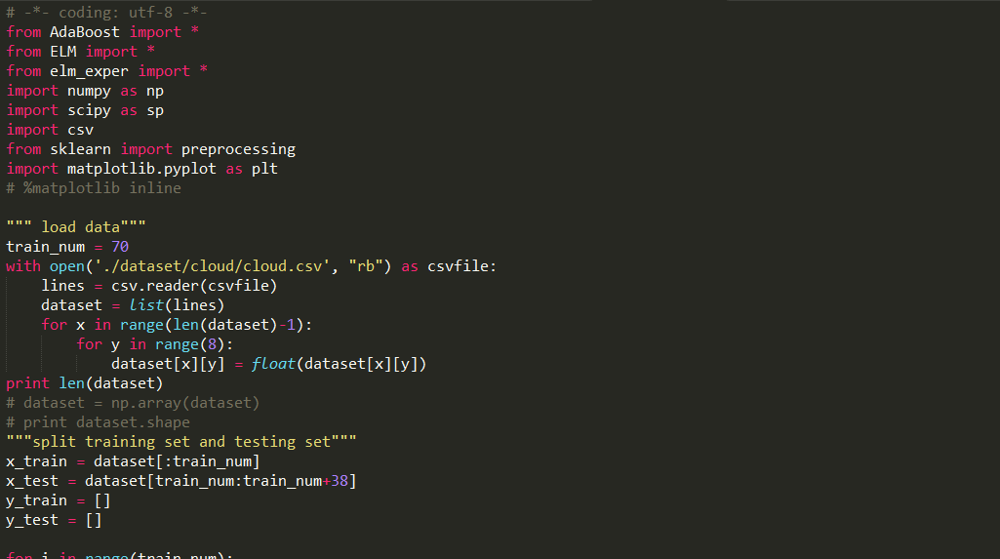 # -*- coding: utf-8 -*-
from AdaBoost import *
from ELM import *
from elm_exper import *
import numpy as np
import scipy as sp
import csv
from sklearn import preprocessing
import matplotlib.pyplot as plt
# %matplotlib inline
""" load data"""
train_num = 70
with open('./dataset/cloud/cloud.csv', "rb") as csvfile:
    lines = csv.reader(csvfile)
    dataset = list(lines)
    for x in range(len(dataset)-1):
        for y in range(8):
            dataset[x][y] = float(dataset[x][y])
print len(dataset)
# dataset = np.array(dataset)
# print dataset.shape
"""split training set and testing set"""
x_train = dataset[:train_num]
x_test = dataset[train_num:train_num+38]
y_train = []
y_test = []
for i in range(train_num):